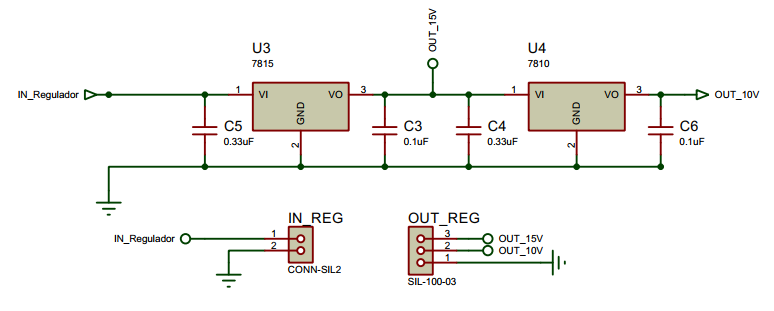 OUT_15V
U3
7815
U4
7810
IN_Regulador
1
VI
VO
3
1
VI
VO
3
OUT_10V
GND
GND
C5
0.33uF
2
C3
0.1uF
C4
0.33uF
2
C6
0.1uF
IN_REG
OUT_REG
IN_Regulador
1
2
3
2
1
OUT_15V
OUT_10V
CONN-SIL2
SIL-100-03